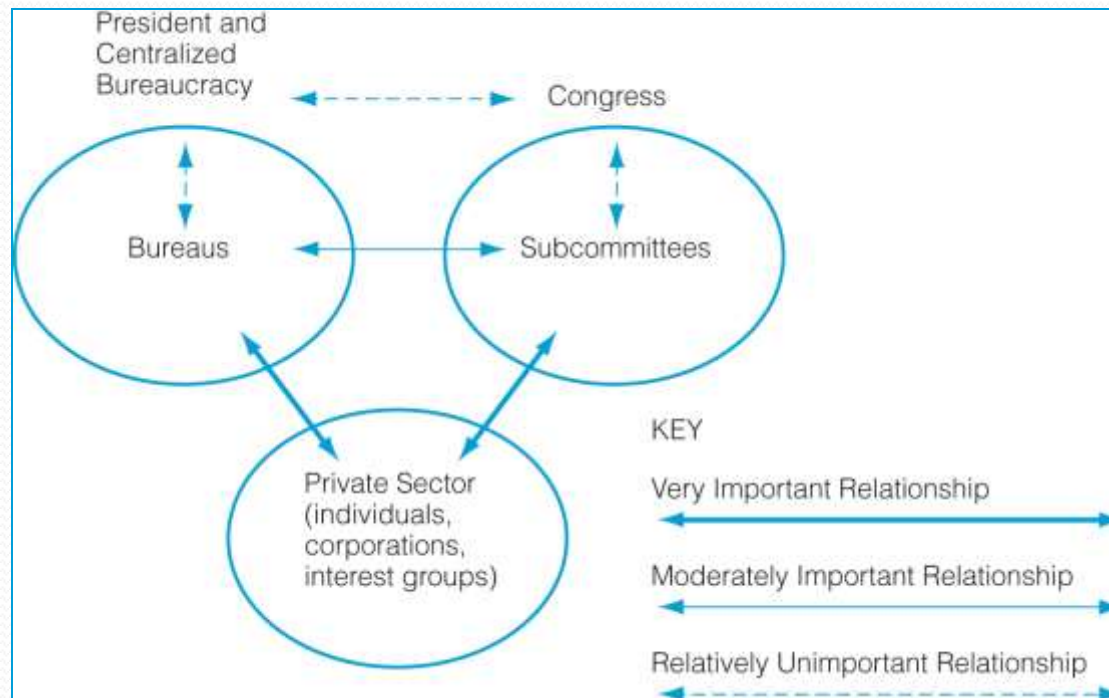 President and
Centralized
Bureaucracy
Congress
Bureaus
Subcommittees
Private Sector
(individuals,
corporations,
interest groups)
KEY
Very Important Relationship
Moderately Important Relationship
Relatively Unimportant Relationship